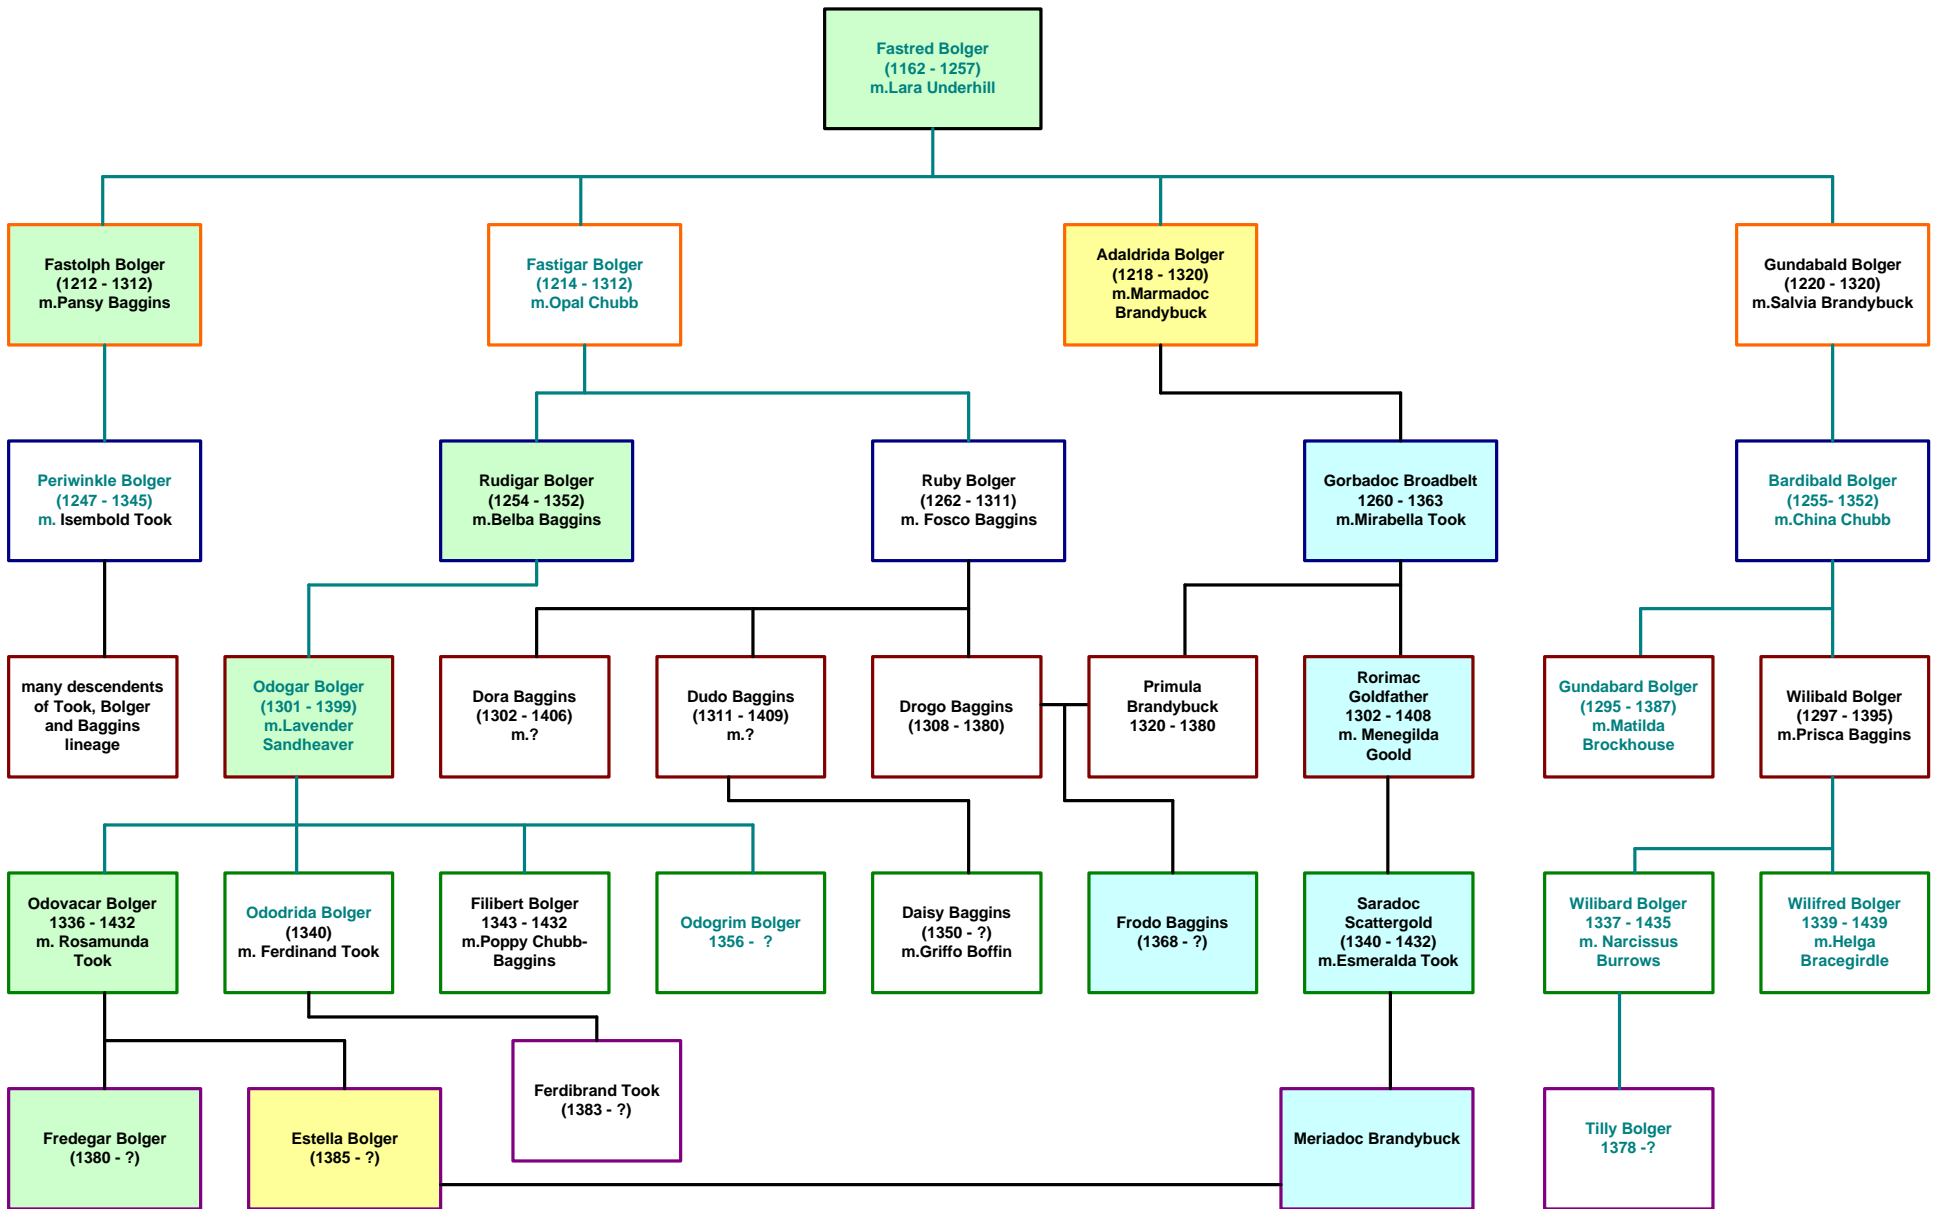 Fastred Bolger
(1162 - 1257)
m.Lara Underhill
Fastolph Bolger
(1212 - 1312)
m.Pansy Baggins
Fastigar Bolger
(1214 - 1312)
m.Opal Chubb
Adaldrida Bolger
(1218 - 1320)
m.Marmadoc
Brandybuck
Gundabald Bolger
(1220 - 1320)
m.Salvia Brandybuck
Periwinkle Bolger
(1247 - 1345)
m. Isembold Took
Rudigar Bolger
(1254 - 1352)
m.Belba Baggins
Ruby Bolger
(1262 - 1311)
m. Fosco Baggins
Gorbadoc Broadbelt
1260 - 1363
m.Mirabella Took
Bardibald Bolger
(1255- 1352)
m.China Chubb
many descendents
of Took, Bolger
and Baggins
lineage
Odogar Bolger
(1301 - 1399)
m.Lavender
Sandheaver
Dora Baggins
(1302 - 1406)
m.?
Dudo Baggins
(1311 - 1409)
m.?
Drogo Baggins
(1308 - 1380)
Primula
Brandybuck
1320 - 1380
Rorimac
Goldfather
1302 - 1408
m. Menegilda
Goold
Gundabard Bolger
(1295 - 1387)
m.Matilda
Brockhouse
Wilibald Bolger
(1297 - 1395)
m.Prisca Baggins
Odovacar Bolger
1336 - 1432
m. Rosamunda
Took
Ododrida Bolger
(1340)
m. Ferdinand Took
Filibert Bolger
1343 - 1432
m.Poppy Chubb-
Baggins
Odogrim Bolger
1356 -  ?
Daisy Baggins
(1350 - ?)
m.Griffo Boffin
Frodo Baggins
(1368 - ?)
Saradoc
Scattergold
(1340 - 1432)
m.Esmeralda Took
Wilibard Bolger
1337 - 1435
m. Narcissus
Burrows
Wilifred Bolger
1339 - 1439
m.Helga
Bracegirdle
Fredegar Bolger
(1380 - ?)
Estella Bolger
(1385 - ?)
Ferdibrand Took
(1383 - ?)
Meriadoc Brandybuck
Tilly Bolger
1378 -?